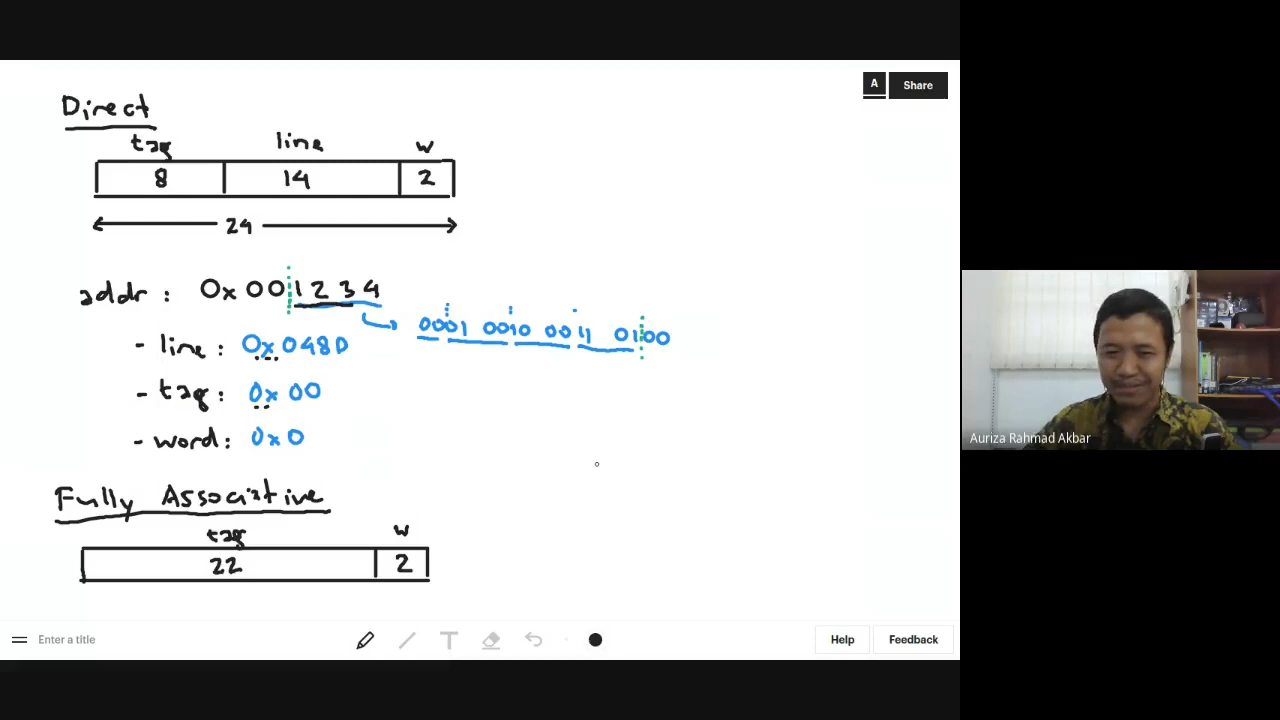 A
Share
Direct
tag line w
8 14 2
24
addr : 0x 00 1 2 3 4
0001 0010 0011 0100
- line : 0x 048D
- tag : 0x 00
- word : 0x 0
Fully Associative
tag w
22 2
Auriza Rahmad Akbar
Enter a title
T
Help
Feedback